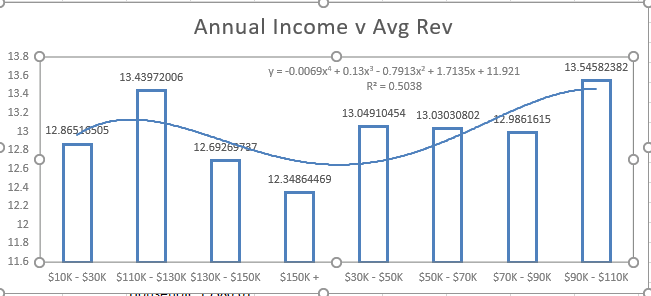 Annual Income v Avg Rev
13.8
13.6
13.4
13.2
13
12.8
12.6
12.4
12.2
12
11.8
11.6
y = -0.0069x⁴ + 0.13x³ - 0.7913x² + 1.7135x + 11.921
R² = 0.5038
12.86516505
13.43972006
12.69269737
12.34864469
13.04910454
13.03030802
12.9861615
13.54582382
$10K - $30K
$110K - $130K
$130K - $150K
$150K +
$30K - $50K
$50K - $70K
$70K - $90K
$90K - $110K